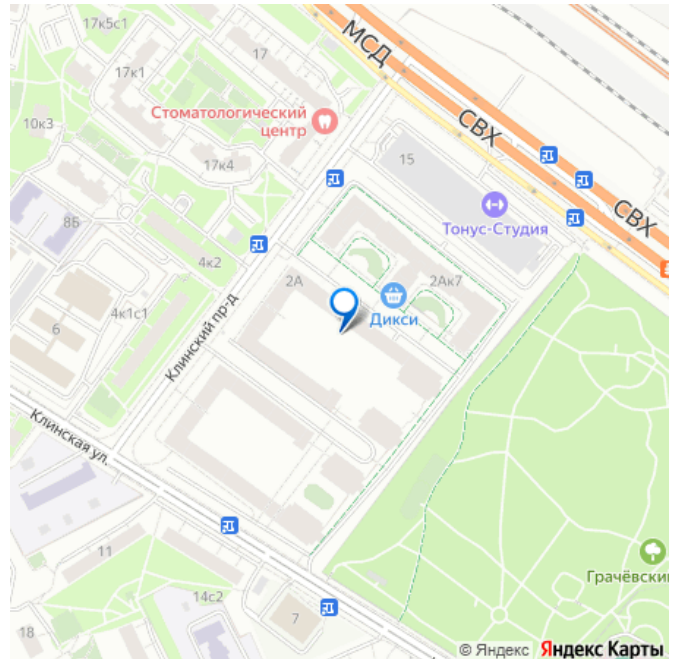 17к5с1
17
МСД
17к1
Стоматологический
центр
10к3
СВХ
17к4
15
СВХ
8Б
Тонус-Студия
4к2
2А
2Ак7
Дикси
6
4к1с1
Клинский пр-д
Клинская ул.
11
14с2
7
18
Грачёвский
© Яндекс Яндекс Карты